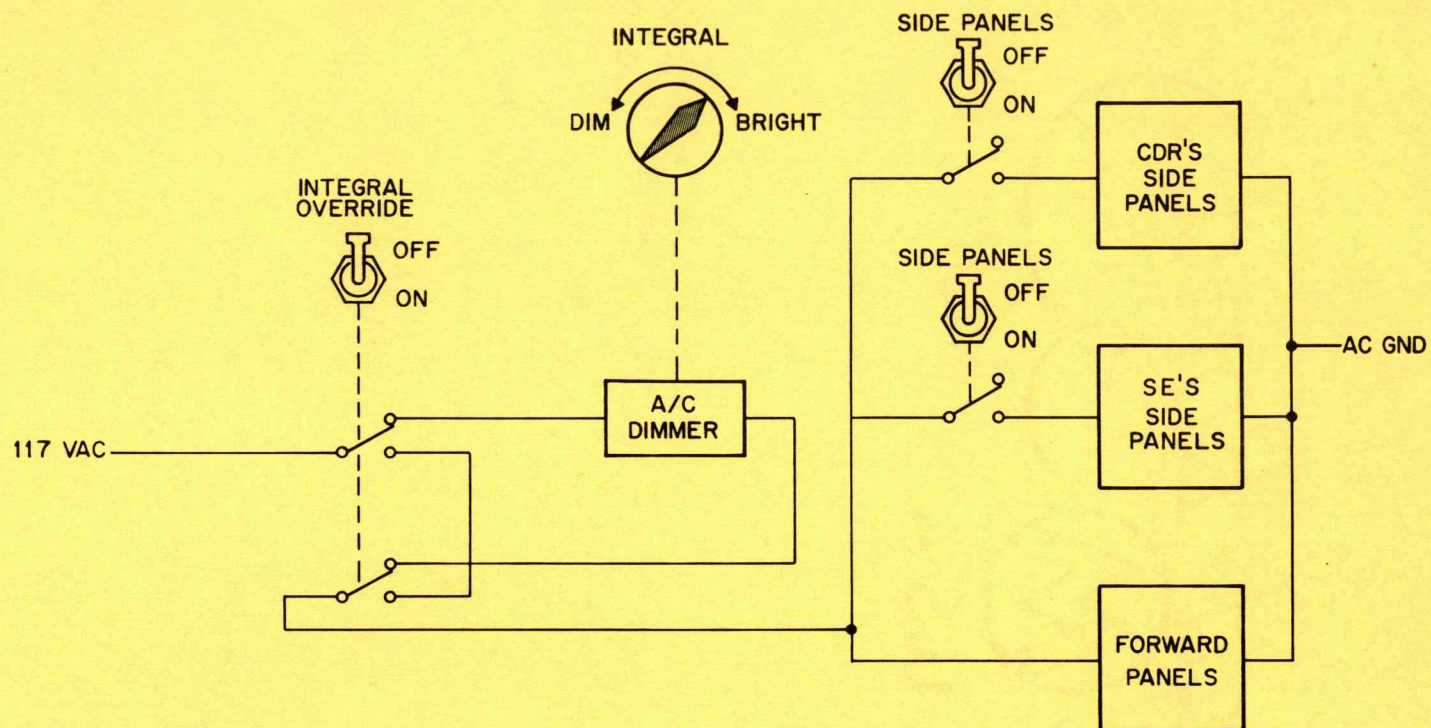 INTEGRAL
DIM
BRIGHT
SIDE PANELS
OFF
ON
CDR'S
SIDE
PANELS
INTEGRAL
OVERRIDE
OFF
ON
SIDE PANELS
OFF
ON
SE'S
SIDE
PANELS
AC GND
A/C
DIMMER
117 VAC
FORWARD
PANELS